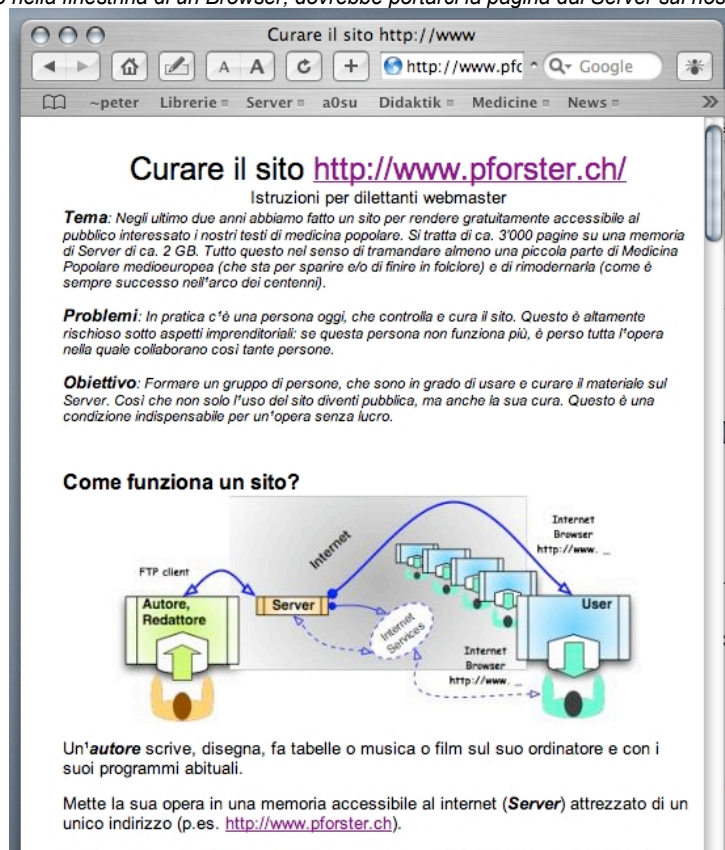 nella finestrina di un Browser, dovrebbe portarci la pagina dal Server sul nos
Curare il sito http://www
A A
http://www.pfc
Google
~peter Librerie Server a0su Didaktik Medicine News
Curare il sito http://www.pforster.ch/
Istruzioni per dilettanti webmaster
Tema: Negli ultimo due anni abbiamo fatto un sito per rendere gratuitamente accessibile al
pubblico interessato i nostri testi di medicina popolare. Si tratta di ca. 3'000 pagine su una memoria
di Server di ca. 2 GB. Tutto questo nel senso di tramandare almeno una piccola parte di Medicina
Popolare medioeuropea (che sta per sparire e/o di finire in folclore) e di rimodernarla (come è
sempre successo nell'arco dei centenni).
Problemi: In pratica c'è una persona oggi, che controlla e cura il sito. Questo è altamente
rischioso sotto aspetti imprenditoriali: se questa persona non funziona più, è perso tutta l'opera
nella quale collaborano così tante persone.
Obiettivo: Formare un gruppo di persone, che sono in grado di usare e curare il materiale sul
Server. Così che non solo l'uso del sito diventi pubblica, ma anche la sua cura. Questo è una
condizione indispensabile per un'opera senza lucro.
Come funziona un sito?
Internet
Internet
Browser
http://www. _
FTP client
Autore,
Redattore
Server
Internet
Services
User
Internet
Browser
http://www. _
Un'autore scrive, disegna, fa tabelle o musica o film sul suo ordinatore e con i
suoi programmi abituali.
Mette la sua opera in una memoria accessibile al internet (Server) attrezzato di un
unico indirizzo (p.es. http://www.pforster.ch).